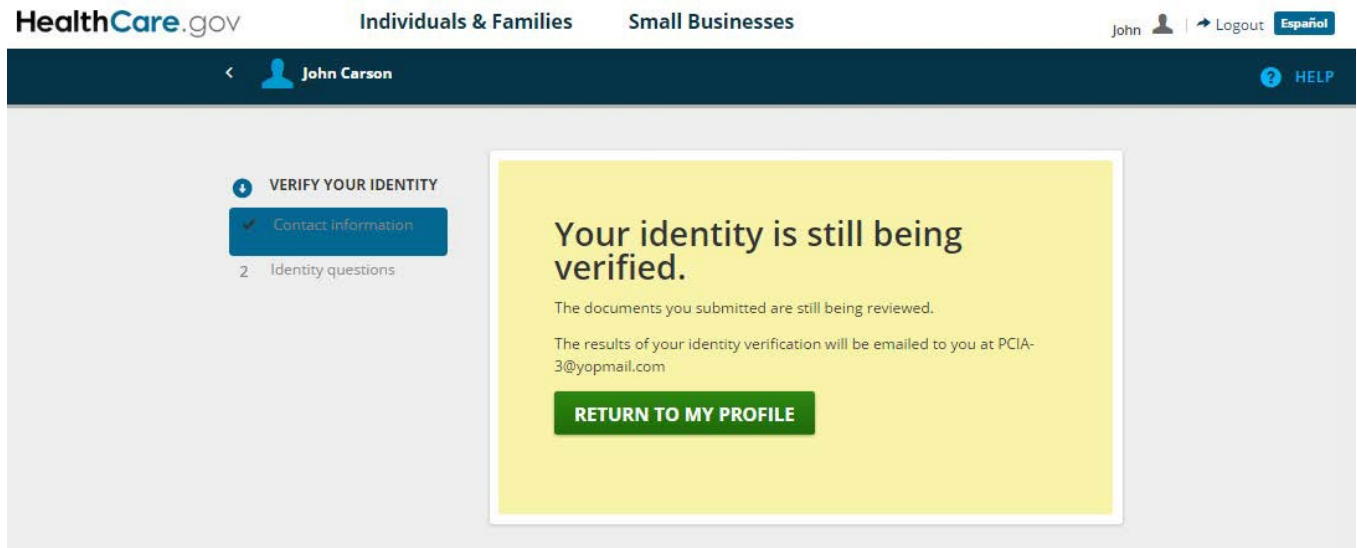 HealthCare.gov Individuals & Families Small Businesses John | Logout Español
< John Carson ? HELP
VERIFY YOUR IDENTITY
Contact information
2 Identity questions
Your identity is still being
verified.
The documents you submitted are still being reviewed.
The results of your identity verification will be emailed to you at PCIA-
3@yopmail.com
RETURN TO MY PROFILE